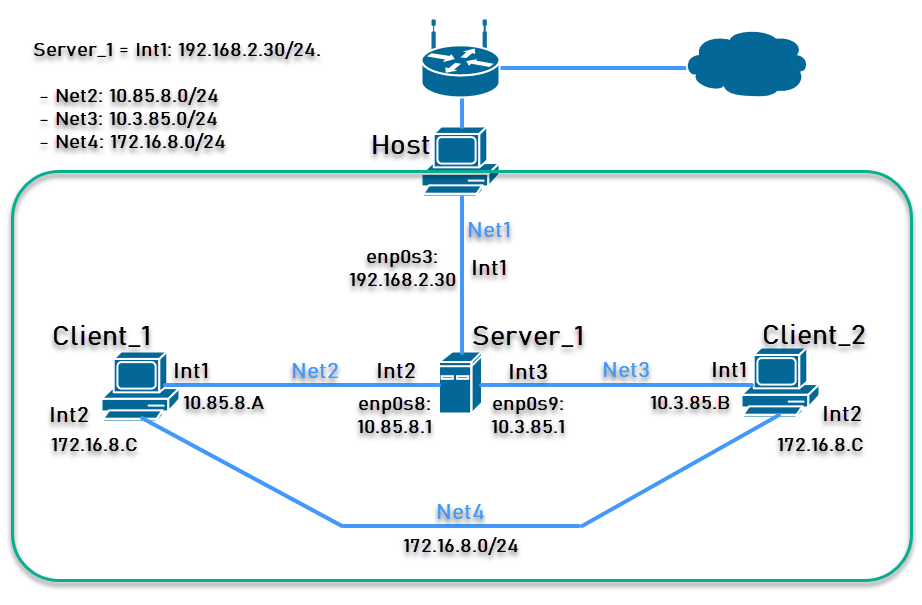 Server_1 = Int1: 192.168.2.30/24.
- Net2: 10.85.8.0/24
- Net3: 10.3.85.0/24
- Net4: 172.16.8.0/24
Host
Net1
enp0s3:
192.168.2.30
Int1
Client_1
Server_1
Client_2
Int1
Net2
Int2
Int3
Net3
Int1
10.85.8.A
enp0s8:
10.85.8.1
enp0s9:
10.3.85.1
10.3.85.B
Int2
172.16.8.C
Int2
172.16.8.C
Net4
172.16.8.0/24